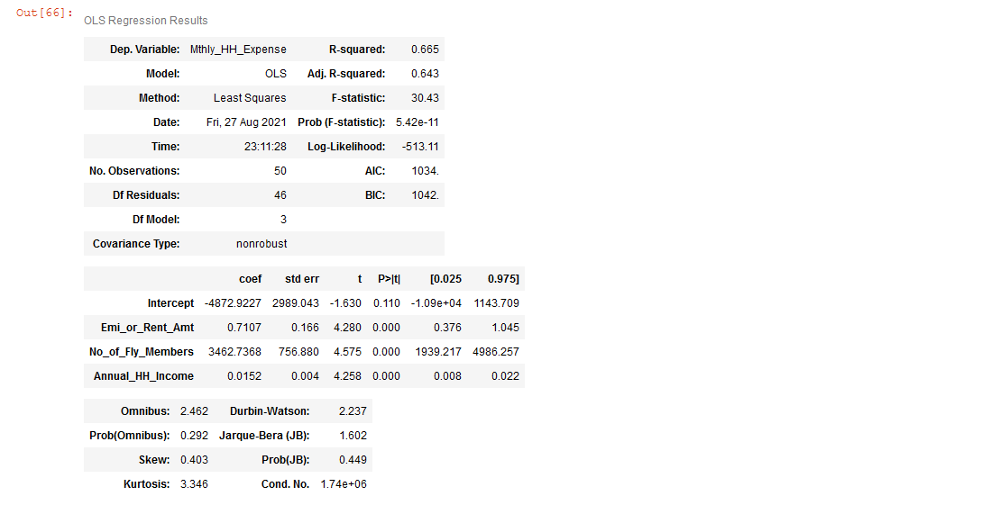 Out[66]:
OLS Regression Results
Dep. Variable: Mthly_HH_Expense R-squared: 0.665
Model: OLS Adj. R-squared: 0.643
Method: Least Squares F-statistic: 30.43
Date: Fri, 27 Aug 2021 Prob (F-statistic): 5.42e-11
Time: 23:11:28 Log-Likelihood: -513.11
No. Observations: 50 AIC: 1034.
Df Residuals: 46 BIC: 1042.
Df Model: 3
Covariance Type: nonrobust
coef std err t P>|t| [0.025 0.975]
Intercept -4872.9227 2989.043 -1.630 0.110 -1.09e+04 1143.709
Emi_or_Rent_Amt 0.7107 0.166 4.280 0.000 0.376 1.045
No_of_Fly_Members 3462.7368 756.880 4.575 0.000 1939.217 4986.257
Annual_HH_Income 0.0152 0.004 4.258 0.000 0.008 0.022
Omnibus: 2.462 Durbin-Watson: 2.237
Prob(Omnibus): 0.292 Jarque-Bera (JB): 1.602
Skew: 0.403 Prob(JB): 0.449
Kurtosis: 3.346 Cond. No. 1.74e+06